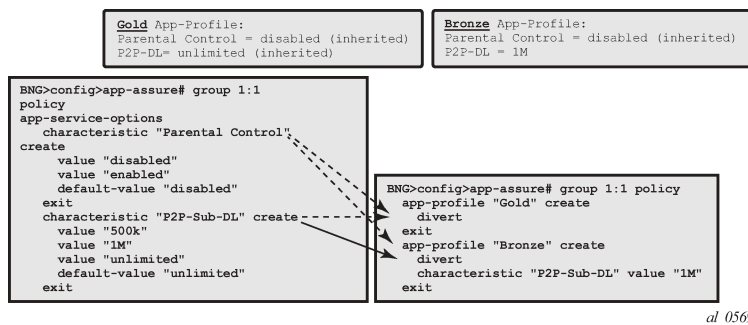 Gold App-Profile:
Parental Control = disabled (inherited)
P2P-DL= unlimited (inherited)
Bronze App-Profile:
Parental Control = disabled (inherited)
P2P-DL = 1M
BNG>config>app-assure# group 1:1
policy
app-service-options
characteristic "Parental Control"
create
value "disabled"
value "enabled"
default-value "disabled"
exit
characteristic "P2P-Sub-DL" create
value "500k"
value "1M"
value "unlimited"
default-value "unlimited"
exit
BNG>config>app-assure# group 1:1 policy
app-profile "Gold" create
divert
exit
app-profile "Bronze" create
divert
characteristic "P2P-Sub-DL" value "1M"
exit
al 056